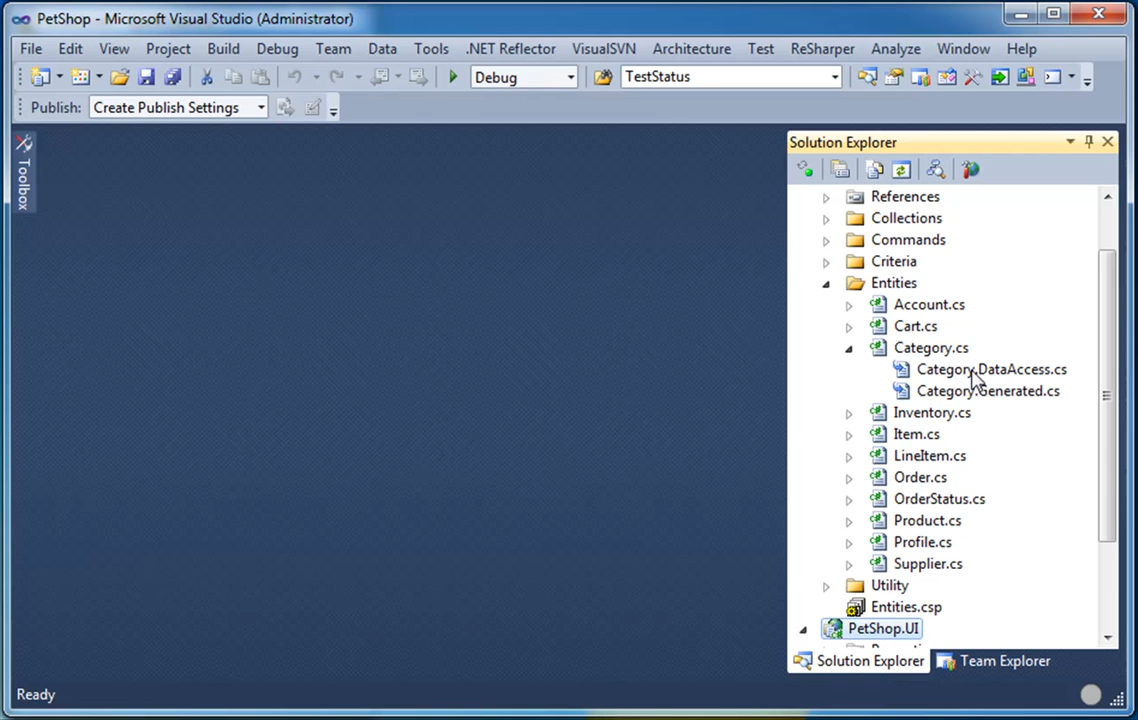 PetShop - Microsoft Visual Studio (Administrator)
File Edit View Project Build Debug Team Data Tools .NET Reflector VisualSVN Architecture Test ReSharper Analyze Window Help
Debug TestStatus
Publish: Create Publish Settings
Toolbox
Solution Explorer
References
Collections
Commands
Criteria
Entities
Account.cs
Cart.cs
Category.cs
Category.DataAccess.cs
Category.Generated.cs
Inventory.cs
Item.cs
LineItem.cs
Order.cs
OrderStatus.cs
Product.cs
Profile.cs
Supplier.cs
Utility
Entities.csp
PetShop.UI
Solution Explorer Team Explorer
Ready